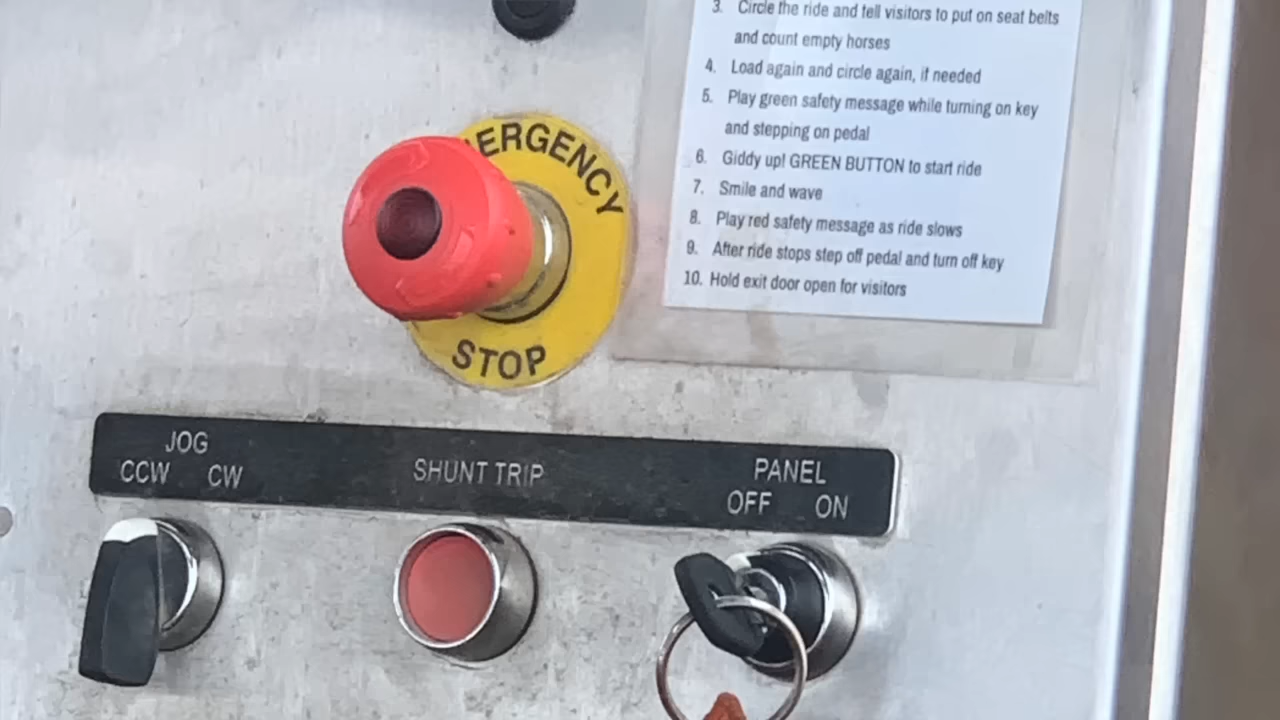 3. Circle the ride and tell visitors to put on seat belts
and count empty horses
4. Load again and circle again, if needed
5. Play green safety message while turning on key
and stepping on pedal
6. Giddy up! GREEN BUTTON to start ride
7. Smile and wave
8. Play red safety message as ride slows
9. After ride stops step off pedal and turn off key
10. Hold exit door open for visitors
MERGENCY
STOP
JOG
CCW CW
SHUNT TRIP
PANEL
OFF ON